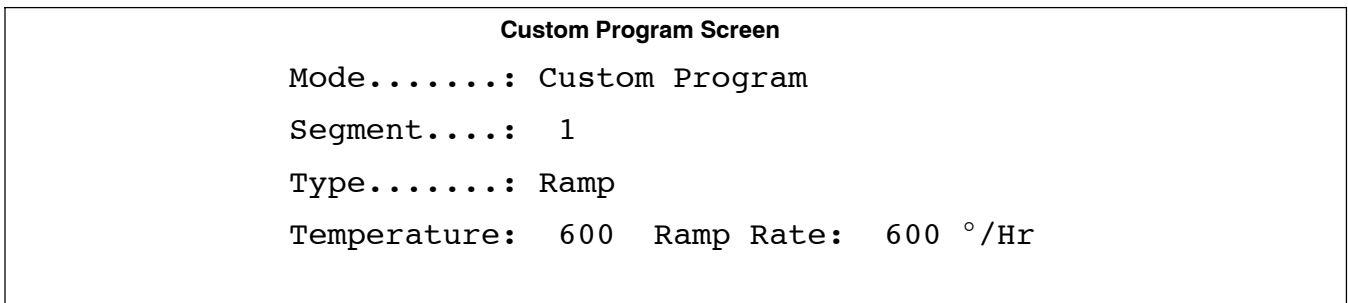 Custom Program Screen
Mode.......: Custom Program
Segment....: 1
Type.......: Ramp
Temperature: 600 Ramp Rate: 600 °/Hr